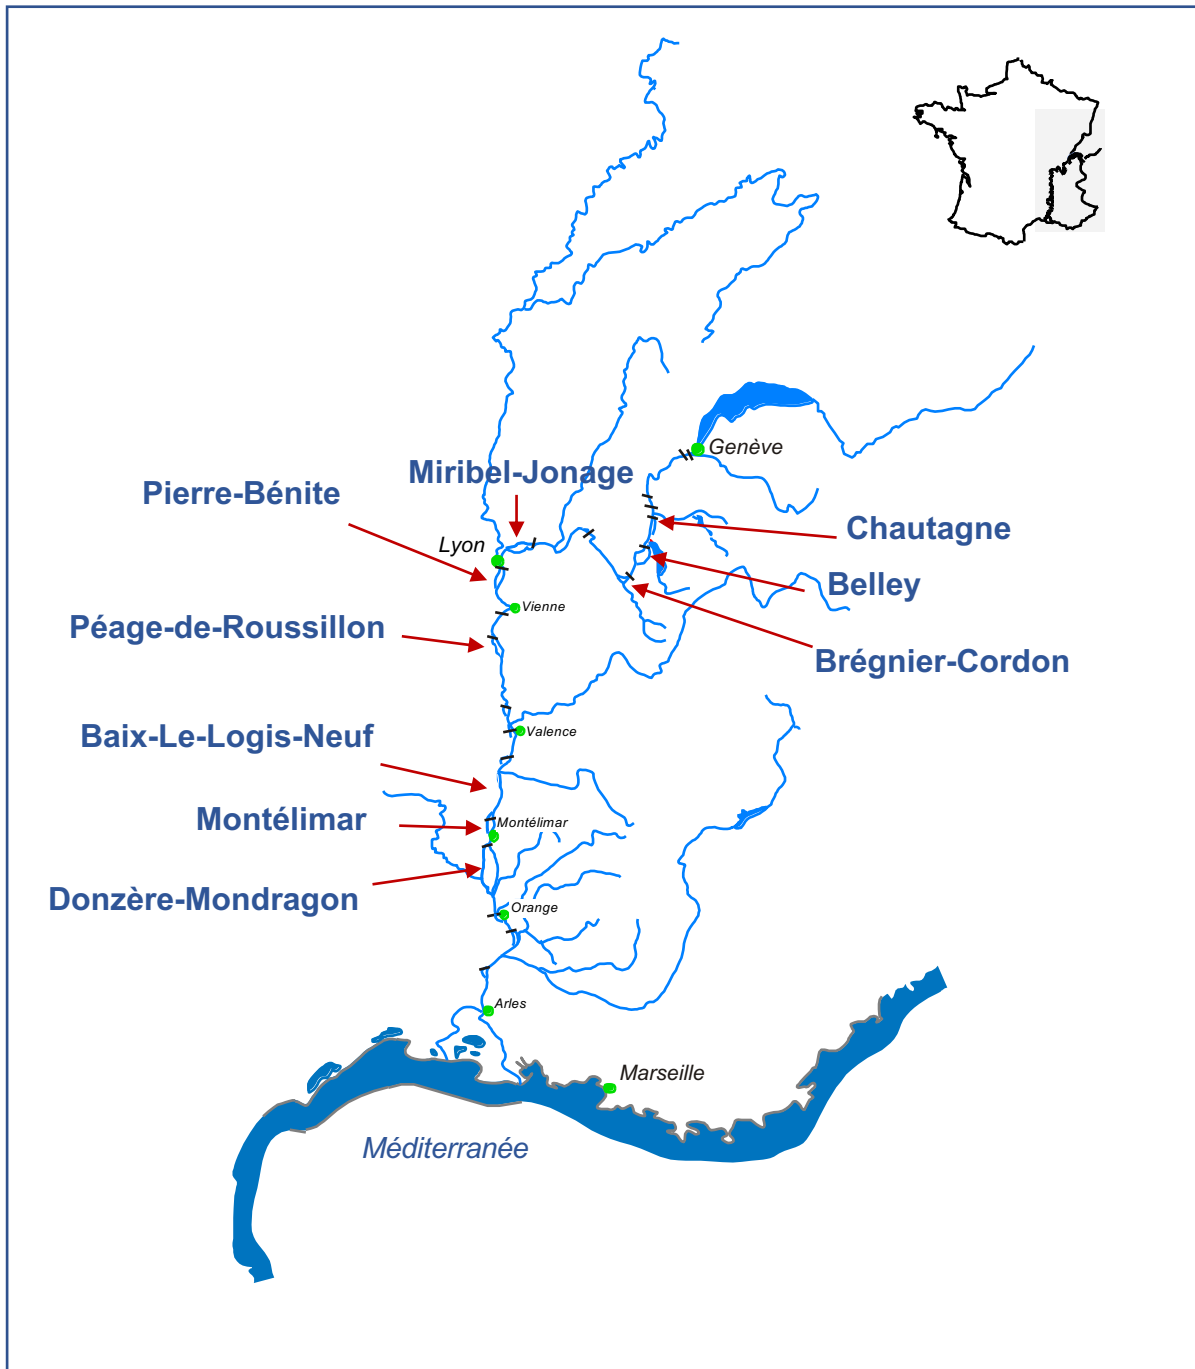 Genève
Miribel-Jonage
Pierre-Bénite
Chautagne
Lyon
Belley
Vienne
Péage-de-Roussillon
Brégnier-Cordon
Valence
Baix-Le-Logis-Neuf
Montélimar
Montélimar
Donzère-Mondragon
Orange
Arles
Marseille
Méditerranée